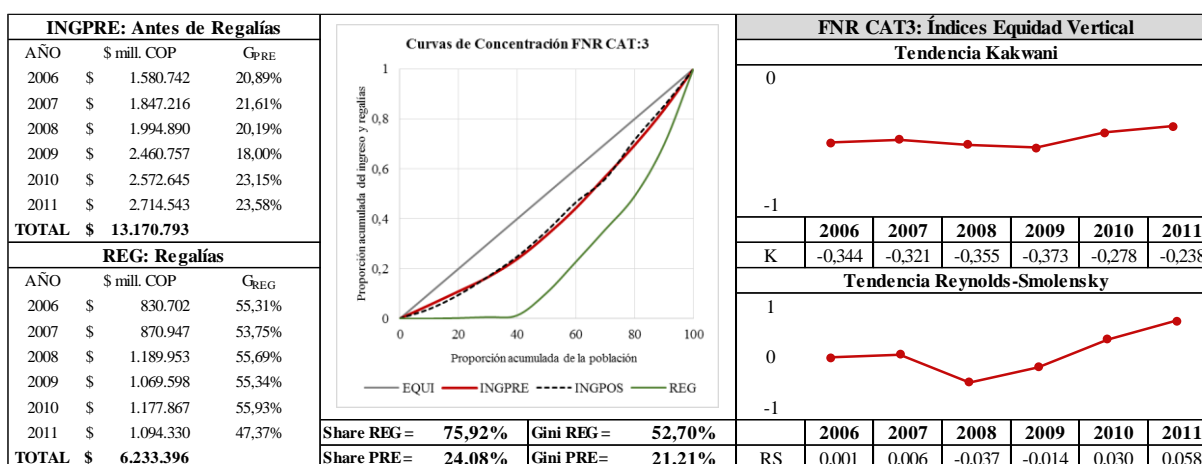 INGPRE: Antes de Regalías
AÑO $ mill. COP GPRE
2006 $ 1.580.742 20,89%
2007 $ 1.847.216 21,61%
2008 $ 1.994.890 20,19%
2009 $ 2.460.757 18,00%
2010 $ 2.572.645 23,15%
2011 $ 2.714.543 23,58%
TOTAL $ 13.170.793
REG: Regalías
AÑO $ mill. COP GREG
2006 $ 830.702 55,31%
2007 $ 870.947 53,75%
2008 $ 1.189.953 55,69%
2009 $ 1.069.598 55,34%
2010 $ 1.177.867 55,93%
2011 $ 1.094.330 47,37%
TOTAL $ 6.233.396
Curvas de Concentración FNR CAT:3
Proporción acumulada del ingreso y regalías
1
0,8
0,6
0,4
0,2
0
0 20 40 60 80 100
Proporción acumulada de la población
EQUI INGPRE INGPOS REG
Share REG = 75,92% Gini REG = 52,70%
Share PRE= 24,08% Gini PRE= 21,21%
FNR CAT3: Índices Equidad Vertical
Tendencia Kakwani
0
-1
2006 2007 2008 2009 2010 2011
K -0,344 -0,321 -0,355 -0,373 -0,278 -0,238
Tendencia Reynolds-Smolensky
1
0
-1
2006 2007 2008 2009 2010 2011
RS 0,001 0,006 -0,037 -0,014 0,030 0,058